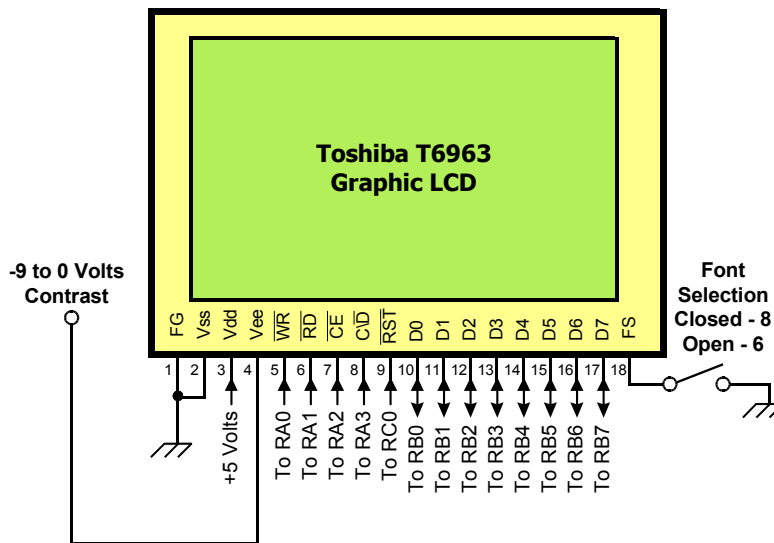 Toshiba T6963
Graphic LCD
-9 to 0 Volts
Contrast
Font
Selection
Closed - 8
Open - 6
FG
Vss
Vdd
Vee
WR
RD
CE
C\D
RST
D0
D1
D2
D3
D4
D5
D6
D7
FS
1
2
3
4
5
6
7
8
9
10
11
12
13
14
15
16
17
18
+5 Volts
To RA0
To RA1
To RA2
To RA3
To RC0
To RB0
To RB1
To RB2
To RB3
To RB4
To RB5
To RB6
To RB7